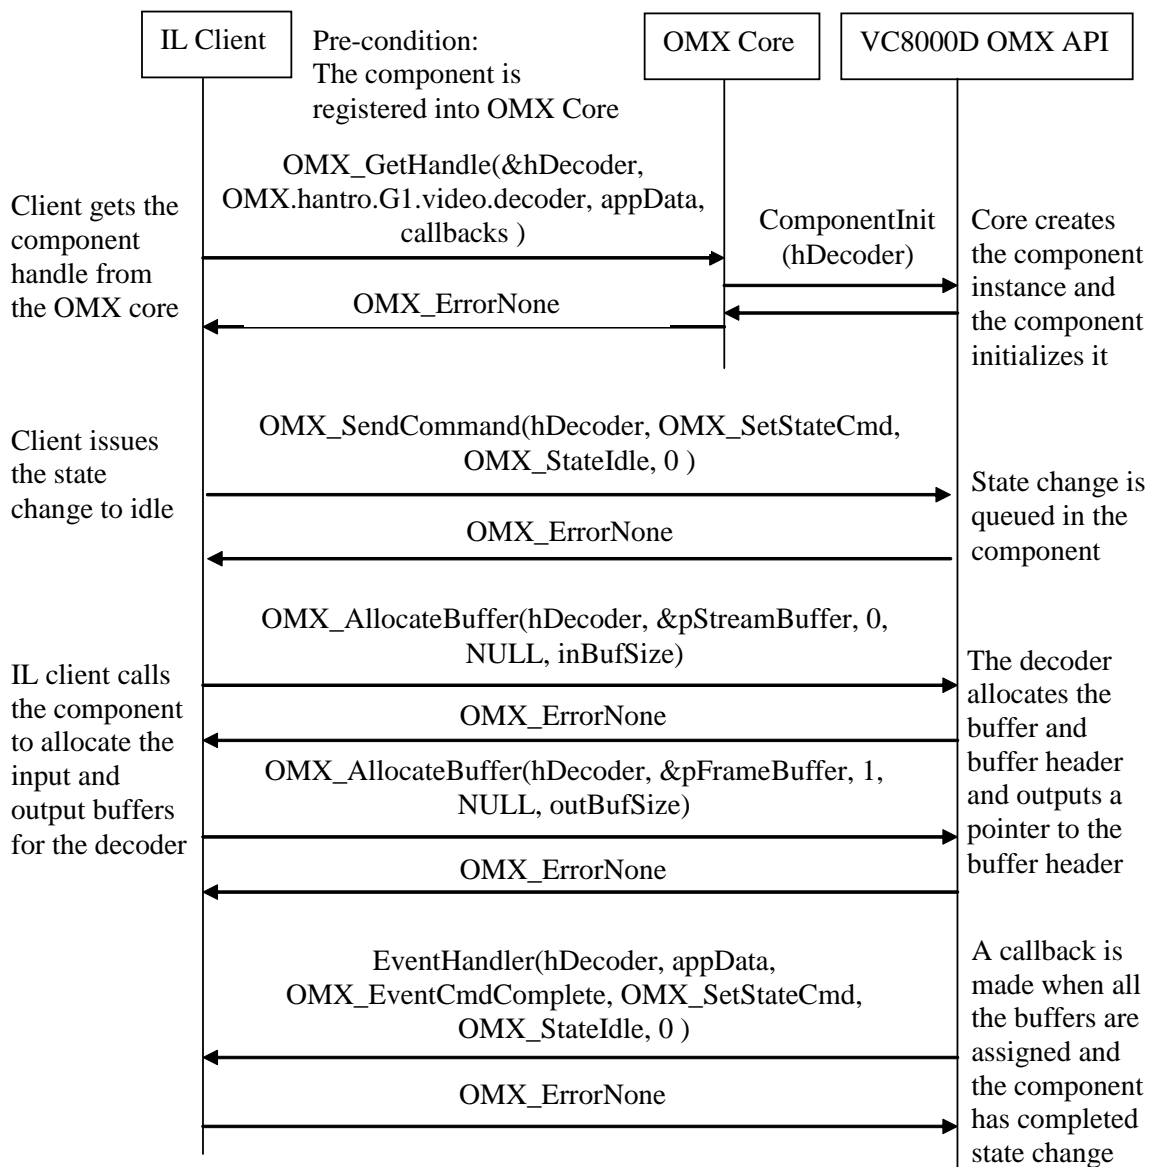 IL Client
Pre-condition:
The component is
registered into OMX Core
OMX Core
VC8000D OMX API
OMX_GetHandle(&hDecoder,
OMX.hantro.G1.video.decoder, appData,
callbacks )
Client gets the
component
handle from
the OMX core
ComponentInit
(hDecoder)
Core creates
the component
instance and
the component
initializes it
OMX_ErrorNone
Client issues
the state
change to idle
OMX_SendCommand(hDecoder, OMX_SetStateCmd,
OMX_StateIdle, 0 )
State change is
queued in the
component
OMX_ErrorNone
OMX_AllocateBuffer(hDecoder, &pStreamBuffer, 0,
NULL, inBufSize)
IL client calls
the component
to allocate the
input and
output buffers
for the decoder
The decoder
allocates the
buffer and
buffer header
and outputs a
pointer to the
buffer header
OMX_ErrorNone
OMX_AllocateBuffer(hDecoder, &pFrameBuffer, 1,
NULL, outBufSize)
OMX_ErrorNone
EventHandler(hDecoder, appData,
OMX_EventCmdComplete, OMX_SetStateCmd,
OMX_StateIdle, 0 )
A callback is
made when all
the buffers are
assigned and
the component
has completed
state change
OMX_ErrorNone